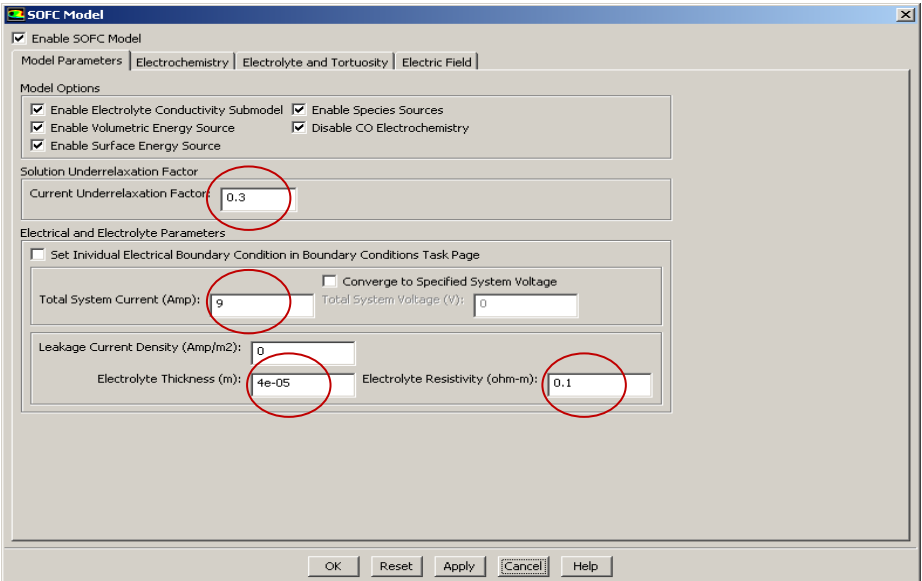 SOFC Model
Enable SOFC Model
Model Parameters Electrochemistry Electrolyte and Tortuosity Electric Field
Model Options
Enable Electrolyte Conductivity Submodel Enable Species Sources
Enable Volumetric Energy Source Disable CO Electrochemistry
Enable Surface Energy Source
Solution Underrelaxation Factor
Current Underrelaxation Factor: 0.3
Electrical and Electrolyte Parameters
Set Inividual Electrical Boundary Condition in Boundary Conditions Task Page
Converge to Specified System Voltage
Total System Current (Amp): 9 Total System Voltage (V): 0
Leakage Current Density (Amp/m2): 0
Electrolyte Thickness (m): 4e-05 Electrolyte Resistivity (ohm-m): 0.1
OK Reset Apply Cancel Help